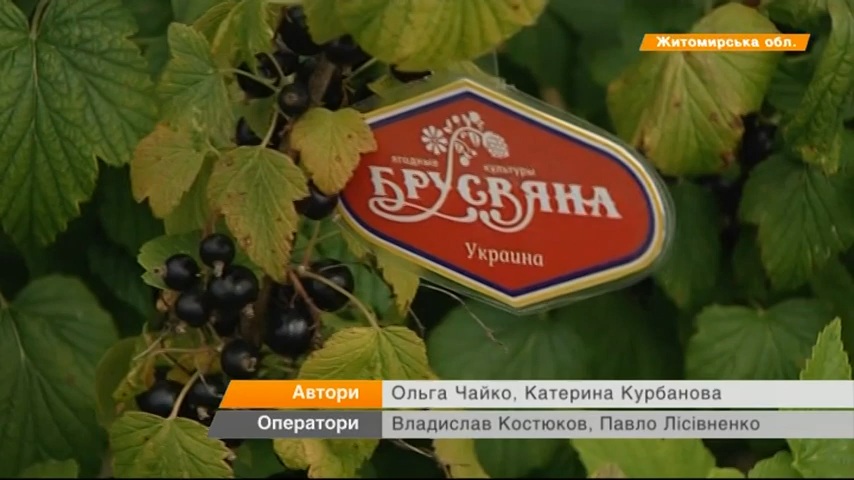 Житомирська обл.
ягодные культуры
БРУСВЯНА
Украина
Автори Ольга Чайко, Катерина Курбанова
Оператори Владислав Костюков, Павло Лісівненко